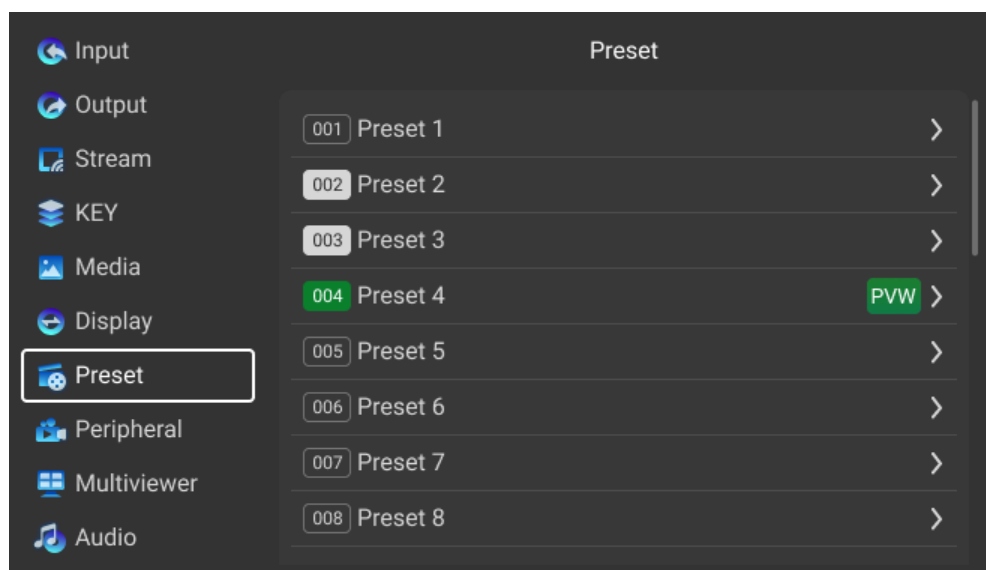 Input
Output
Stream
KEY
Media
Display
Preset
Peripheral
Multiviewer
Audio
Preset
001 Preset 1
002 Preset 2
003 Preset 3
004 Preset 4 PVW
005 Preset 5
006 Preset 6
007 Preset 7
008 Preset 8